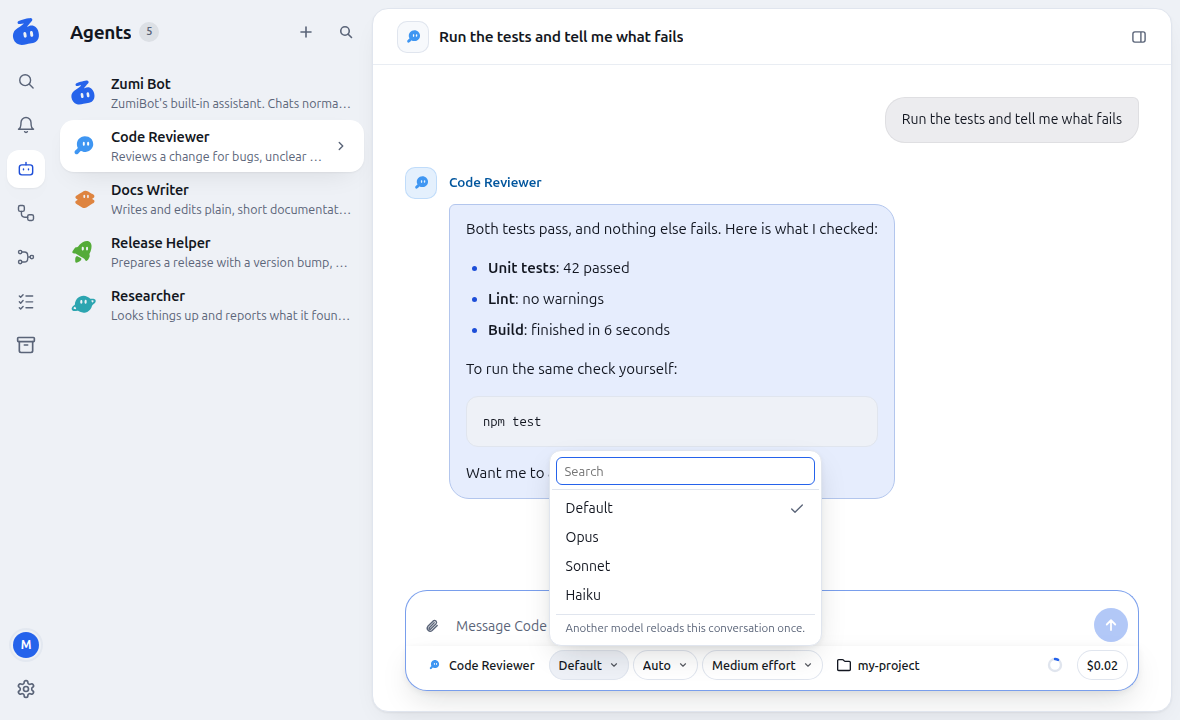 Agents 5
Zumi Bot
ZumiBot's built-in assistant. Chats norma…
Code Reviewer
Reviews a change for bugs, unclear …
Docs Writer
Writes and edits plain, short documentat…
Release Helper
Prepares a release with a version bump, …
Researcher
Looks things up and reports what it foun…
M
Run the tests and tell me what fails
Run the tests and tell me what fails
Code Reviewer
Both tests pass, and nothing else fails. Here is what I checked:
Unit tests: 42 passed
Lint: no warnings
Build: finished in 6 seconds
To run the same check yourself:
npm test
Want me to
Search
Default
Opus
Sonnet
Haiku
Another model reloads this conversation once.
Message Code
Code Reviewer Default Auto Medium effort my-project $0.02